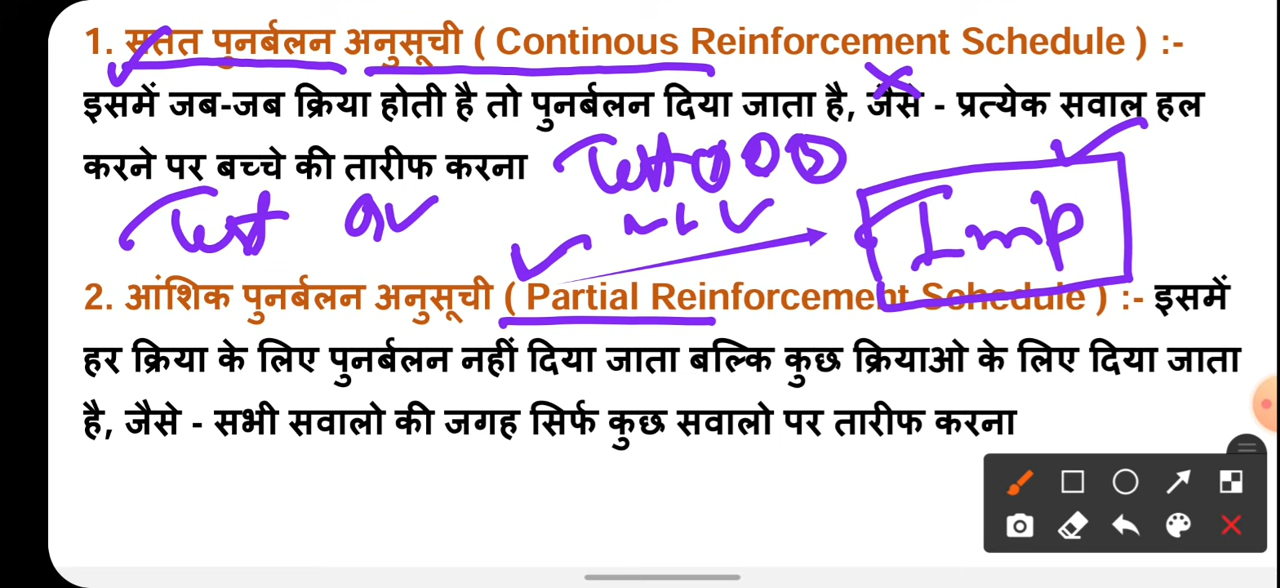 1. सतत पुनर्बलन अनुसूची ( Continous Reinforcement Schedule ) :-
इसमें जब-जब क्रिया होती है तो पुनर्बलन दिया जाता है, जैसे - प्रत्येक सवाल हल
करने पर बच्चे की तारीफ करना
Test
Imp
2. आंशिक पुनर्बलन अनुसूची ( Partial Reinforcement Schedule ) :- इसमें
हर क्रिया के लिए पुनर्बलन नहीं दिया जाता बल्कि कुछ क्रियाओ के लिए दिया जाता
है, जैसे - सभी सवालो की जगह सिर्फ कुछ सवालो पर तारीफ करना